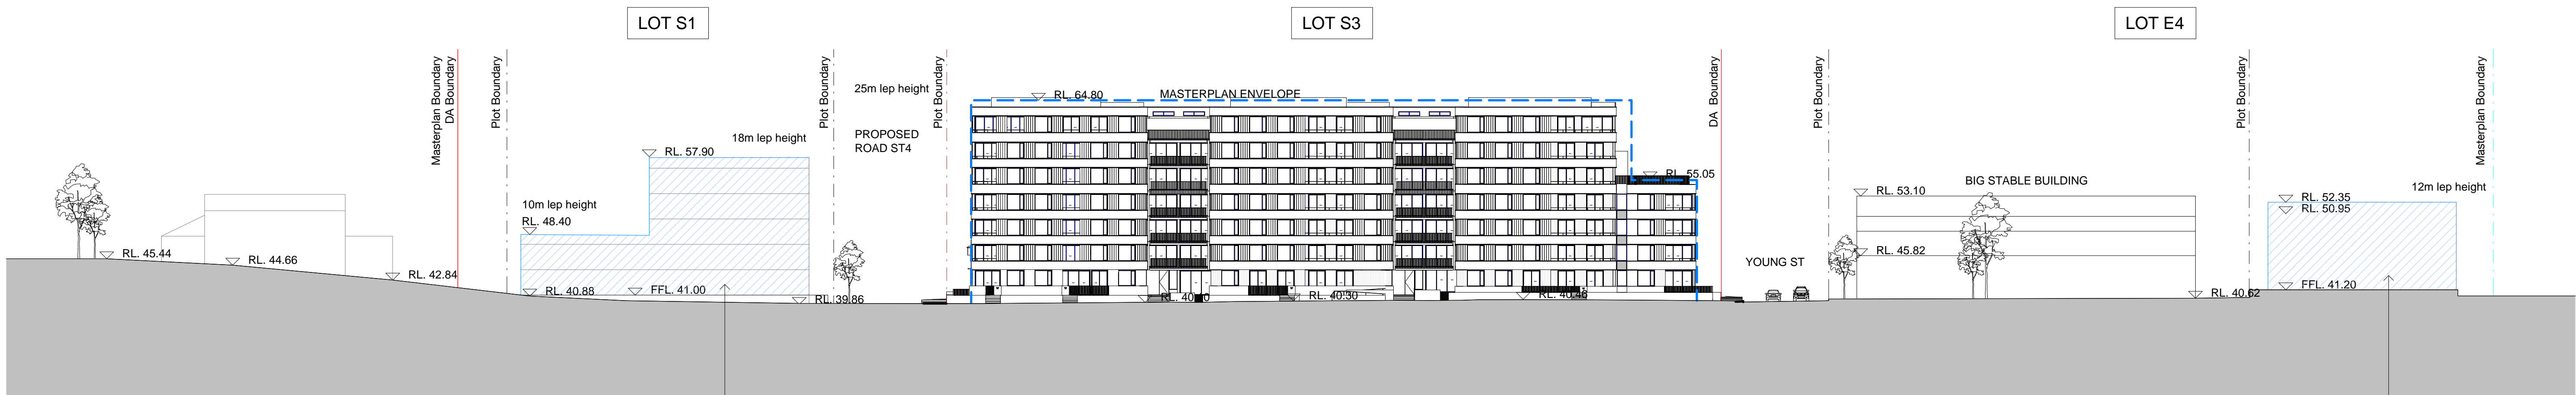 LOT S1
LOT S3
LOT E4
Masterplan Boundary
DA Boundary
Plot Boundary
Plot Boundary
Plot Boundary
DA Boundary
Plot Boundary
Plot Boundary
Masterplan Boundary
25m lep height
RL. 64.80
MASTERPLAN ENVELOPE
18m lep height
PROPOSED
ROAD ST4
RL. 57.90
RL. 55.05
10m lep height
RL. 48.40
RL. 53.10
BIG STABLE BUILDING
12m lep height
RL. 52.35
RL. 50.95
RL. 45.44
RL. 44.66
RL. 42.84
RL. 45.82
YOUNG ST
RL. 40.88
FFL. 41.00
RL. 39.86
RL. 40.30
RL. 40.46
RL. 40.62
FFL. 41.20